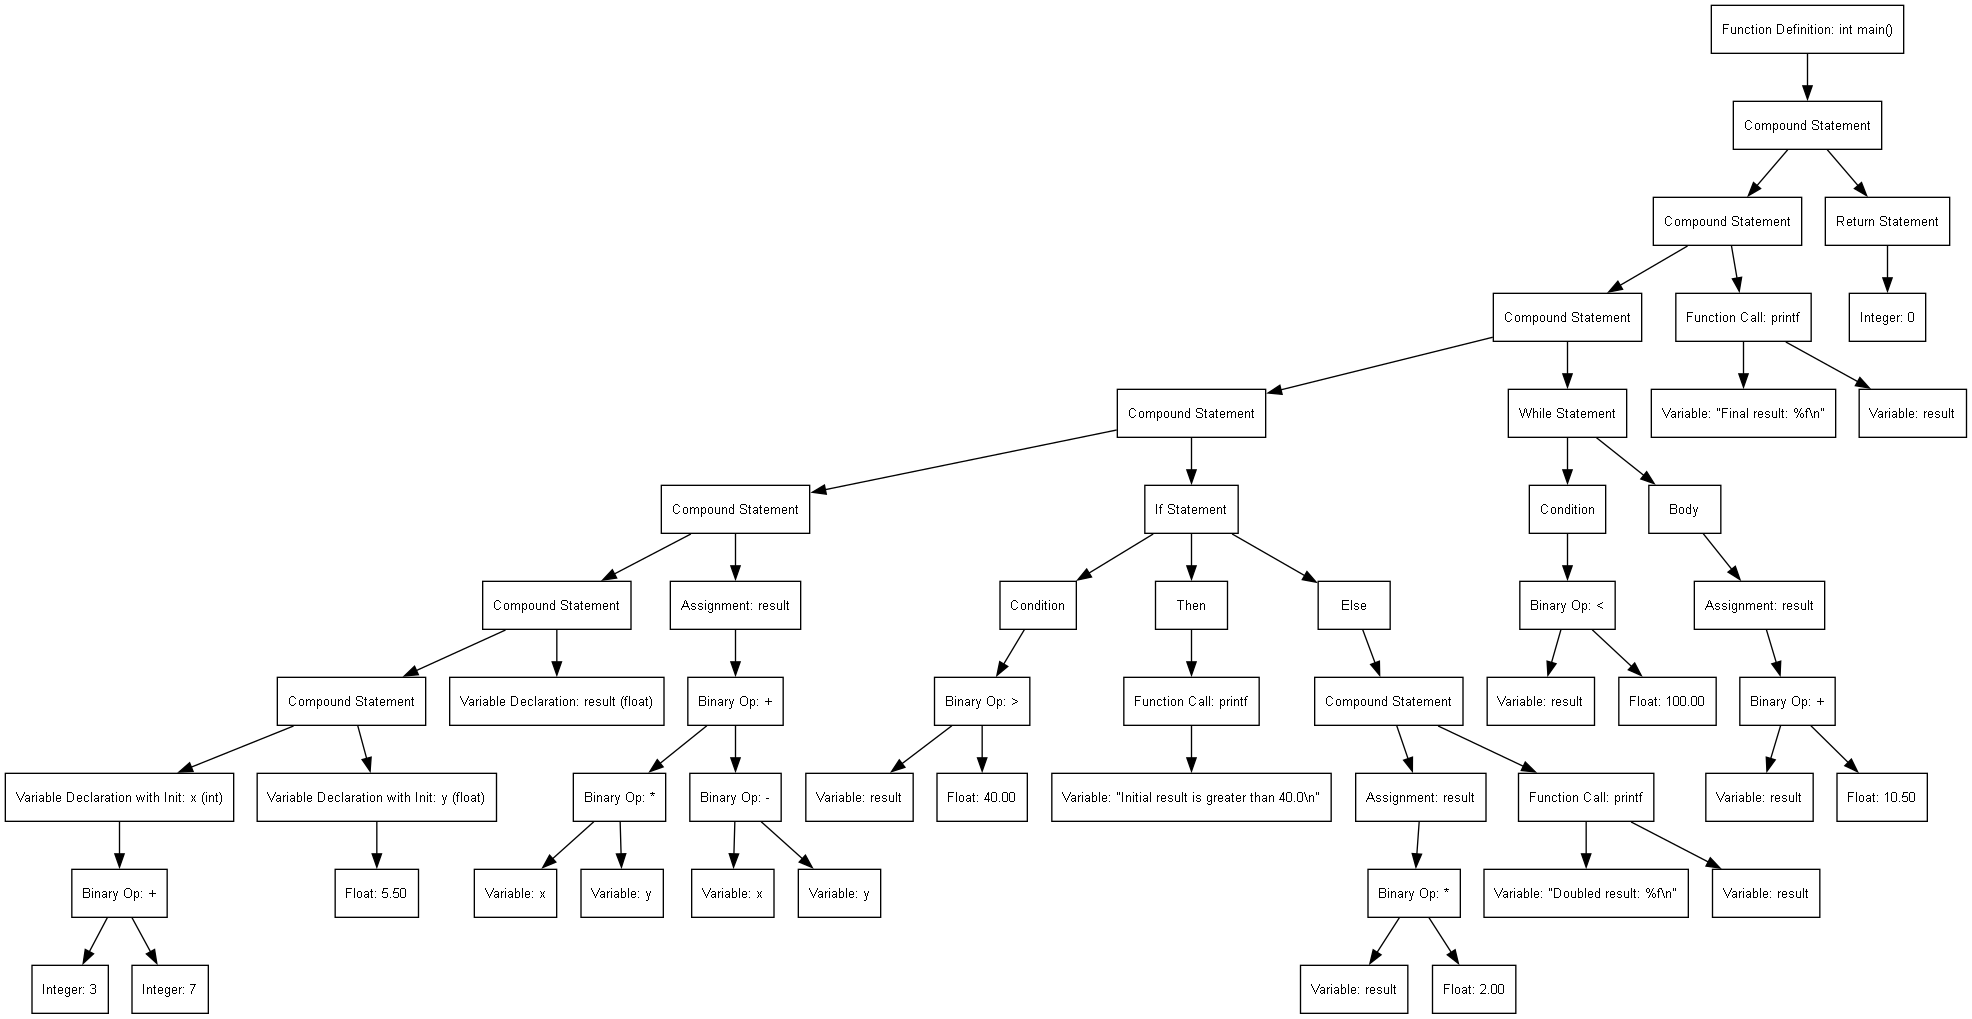 Function Definition: int main()
Compound Statement
Compound Statement
Return Statement
Compound Statement
Function Call: printf
Integer: 0
Compound Statement
While Statement
Variable: "Final result: %f\n"
Variable: result
Compound Statement
If Statement
Condition
Body
Compound Statement
Assignment: result
Condition
Then
Else
Binary Op: <
Assignment: result
Compound Statement
Variable Declaration: result (float)
Binary Op: +
Binary Op: >
Function Call: printf
Compound Statement
Variable: result
Float: 100.00
Binary Op: +
Variable Declaration with Init: x (int)
Variable Declaration with Init: y (float)
Binary Op: *
Binary Op: -
Variable: result
Float: 40.00
Variable: "Initial result is greater than 40.0\n"
Assignment: result
Function Call: printf
Variable: result
Float: 10.50
Binary Op: +
Float: 5.50
Variable: x
Variable: y
Variable: x
Variable: y
Binary Op: *
Variable: "Doubled result: %f\n"
Variable: result
Integer: 3
Integer: 7
Variable: result
Float: 2.00